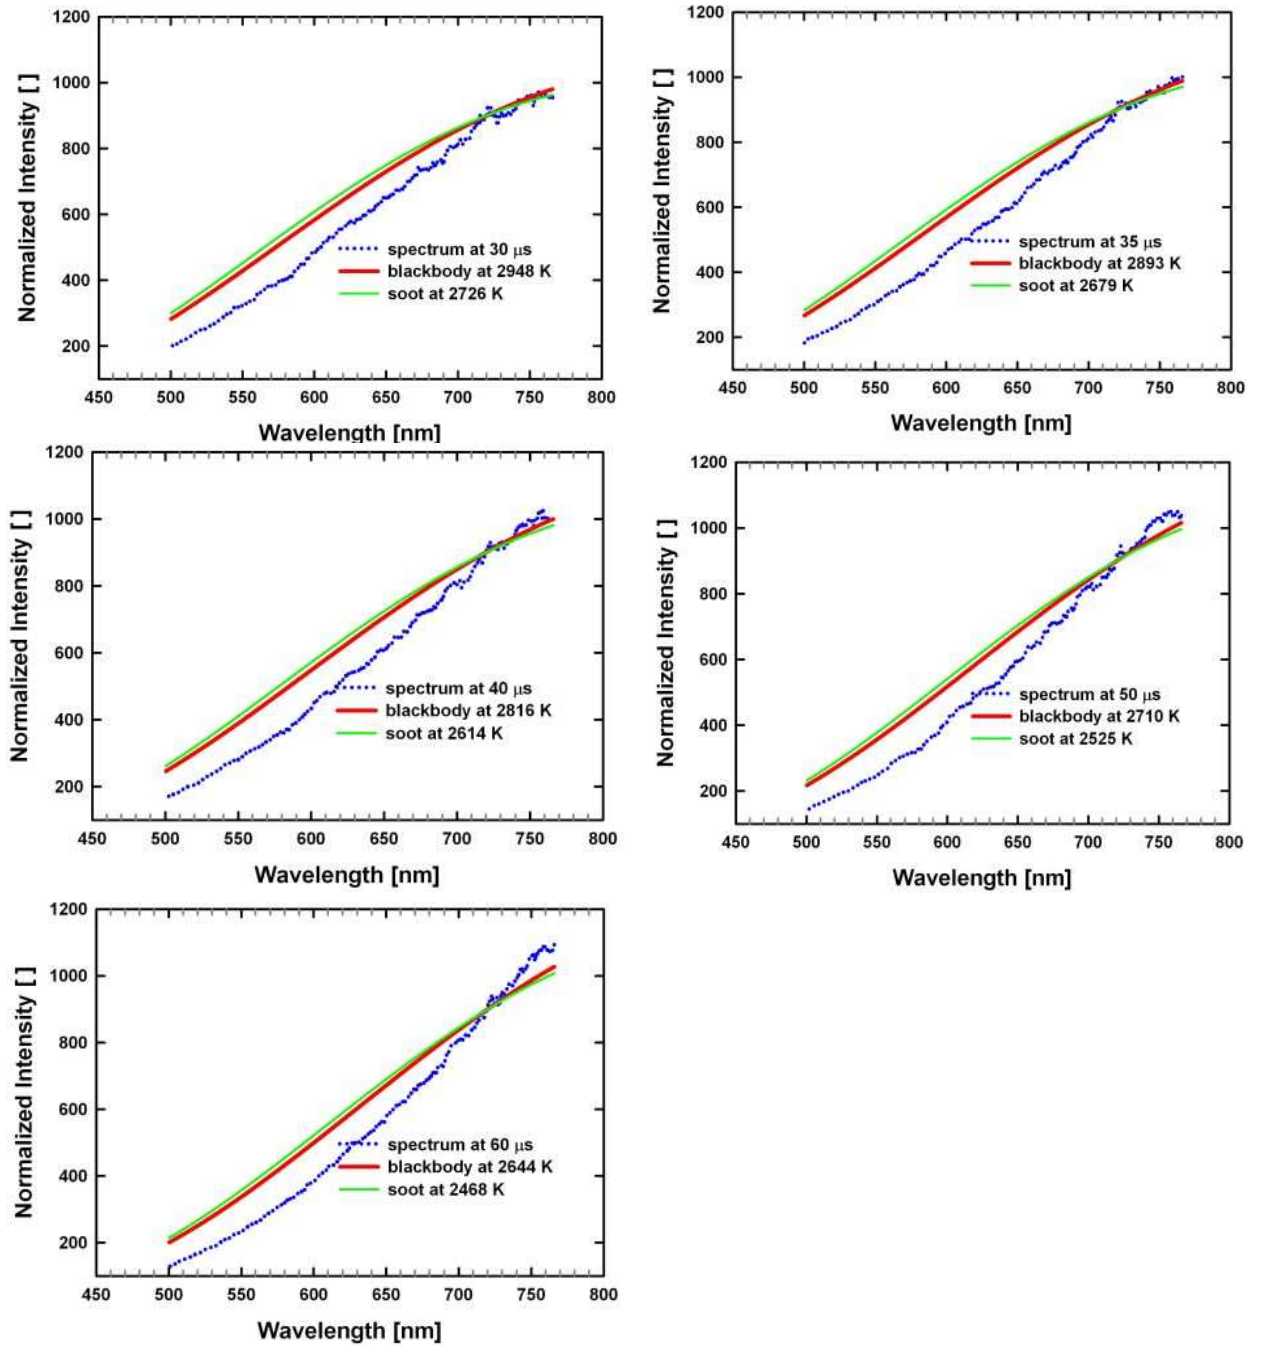 1200
1000
800
600
400
200
Normalized Intensity [ ]
spectrum at 30 μs
blackbody at 2948 K
soot at 2726 K
450 500 550 600 650 700 750 800
Wavelength [nm]
1200
1000
800
600
400
200
Normalized Intensity [ ]
spectrum at 35 μs
blackbody at 2893 K
soot at 2679 K
450 500 550 600 650 700 750 800
Wavelength [nm]
1200
1000
800
600
400
200
Normalized Intensity [ ]
spectrum at 40 μs
blackbody at 2816 K
soot at 2614 K
450 500 550 600 650 700 750 800
Wavelength [nm]
1200
1000
800
600
400
200
Normalized Intensity [ ]
spectrum at 50 μs
blackbody at 2710 K
soot at 2525 K
450 500 550 600 650 700 750 800
Wavelength [nm]
1200
1000
800
600
400
200
Normalized Intensity [ ]
spectrum at 60 μs
blackbody at 2644 K
soot at 2468 K
450 500 550 600 650 700 750 800
Wavelength [nm]